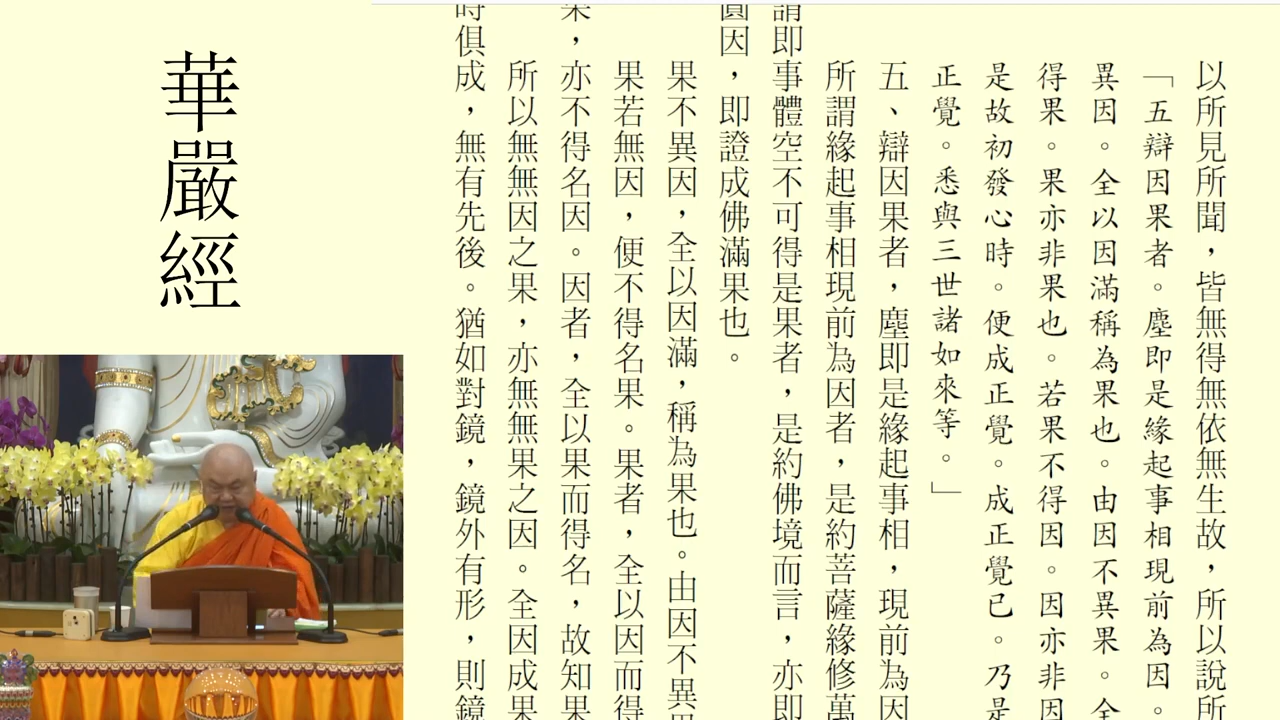 以所見所聞，皆無得無依無生故，所以說所
「五辯因果者。塵即是緣起事相現前為因。
異因。全以因滿稱為果也。由因不異果。全
得果。果亦非果也。若果不得因。因亦非因
是故初發心時。便成正覺。成正覺已。乃是
正覺。悉與三世諸如來等。」
五、辯因果者，塵即是緣起事相，現前為因
所謂緣起事相現前為因者，是約菩薩緣修萬
謂即事體空不可得是果者，是約佛境而言，亦即
圓因，即證成佛滿果也。
果不異因，全以因滿，稱為果也。由因不異果
果若無因，便不得名果。果者，全以因而得
果，亦不得名因。因者，全以果而得名，故知果
所以無無因之果，亦無無果之因。全因成果
時俱成，無有先後。猶如對鏡，鏡外有形，則鏡
華嚴經